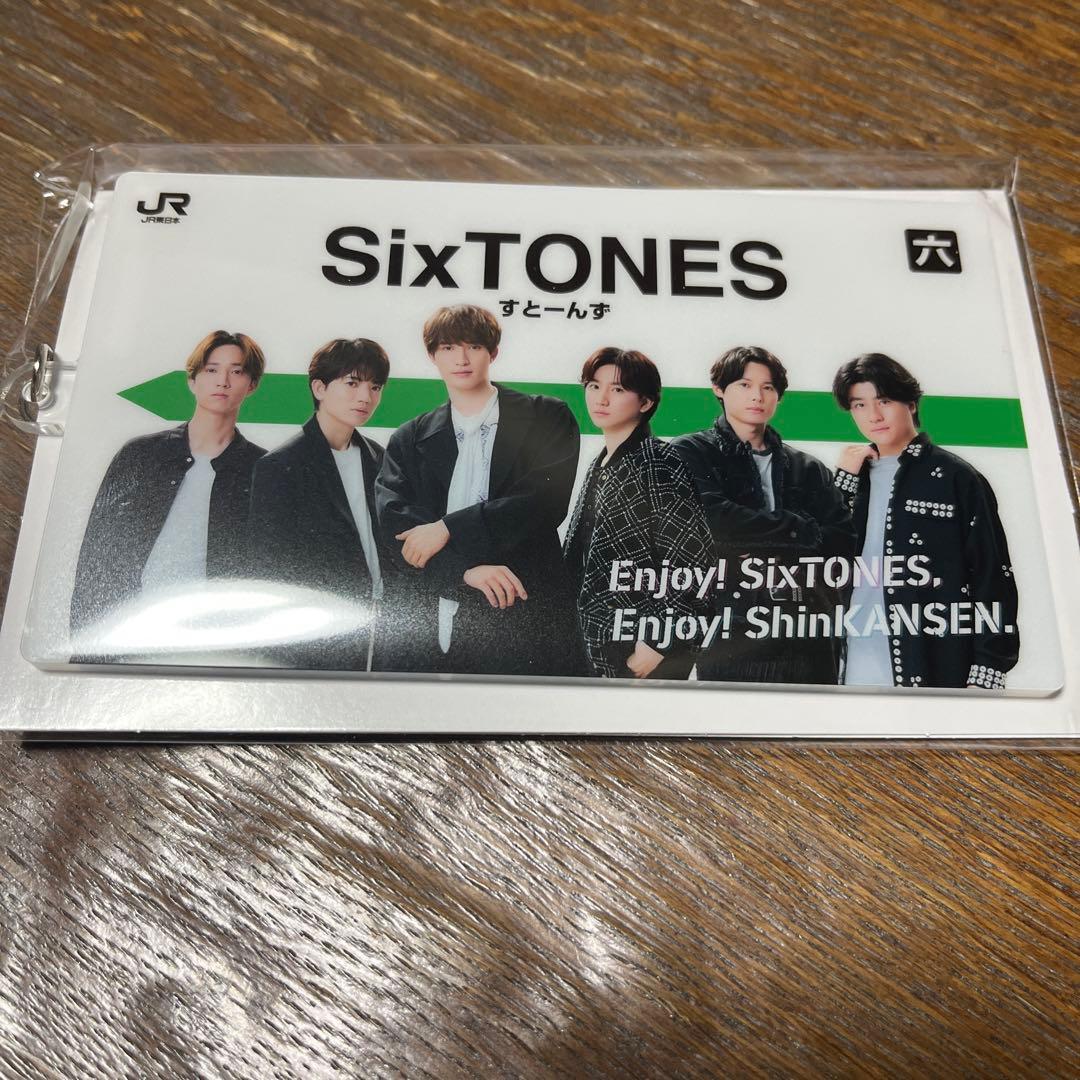 JR
JR東日本
SixTONES
六
すとーんず
Enjoy! SixTONES,
Enjoy! ShinKANSEN.